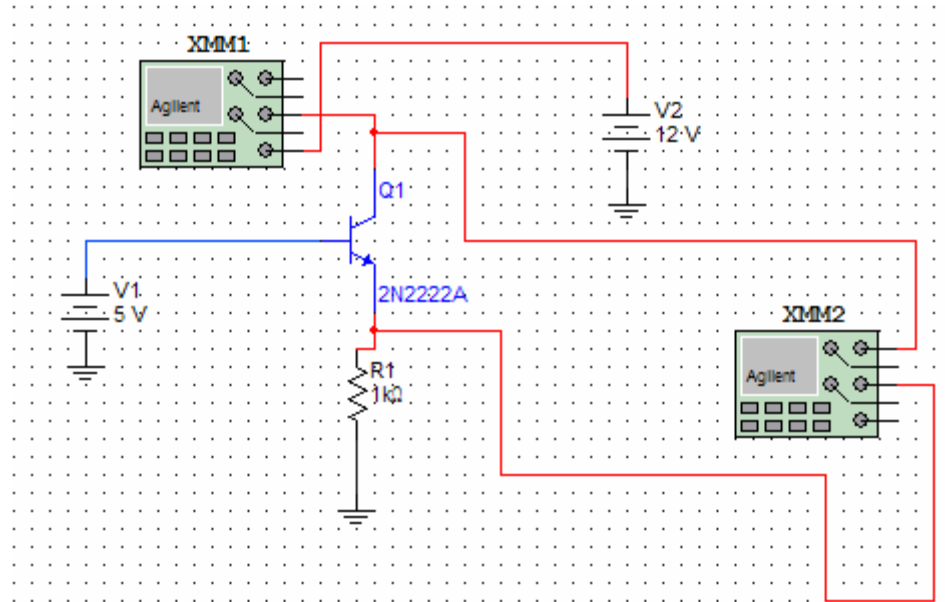 XMM1
Agilent
V2
12 V
Q1
2N2222A
V1
5 V
XMM2
Agilent
R1
1kΩ